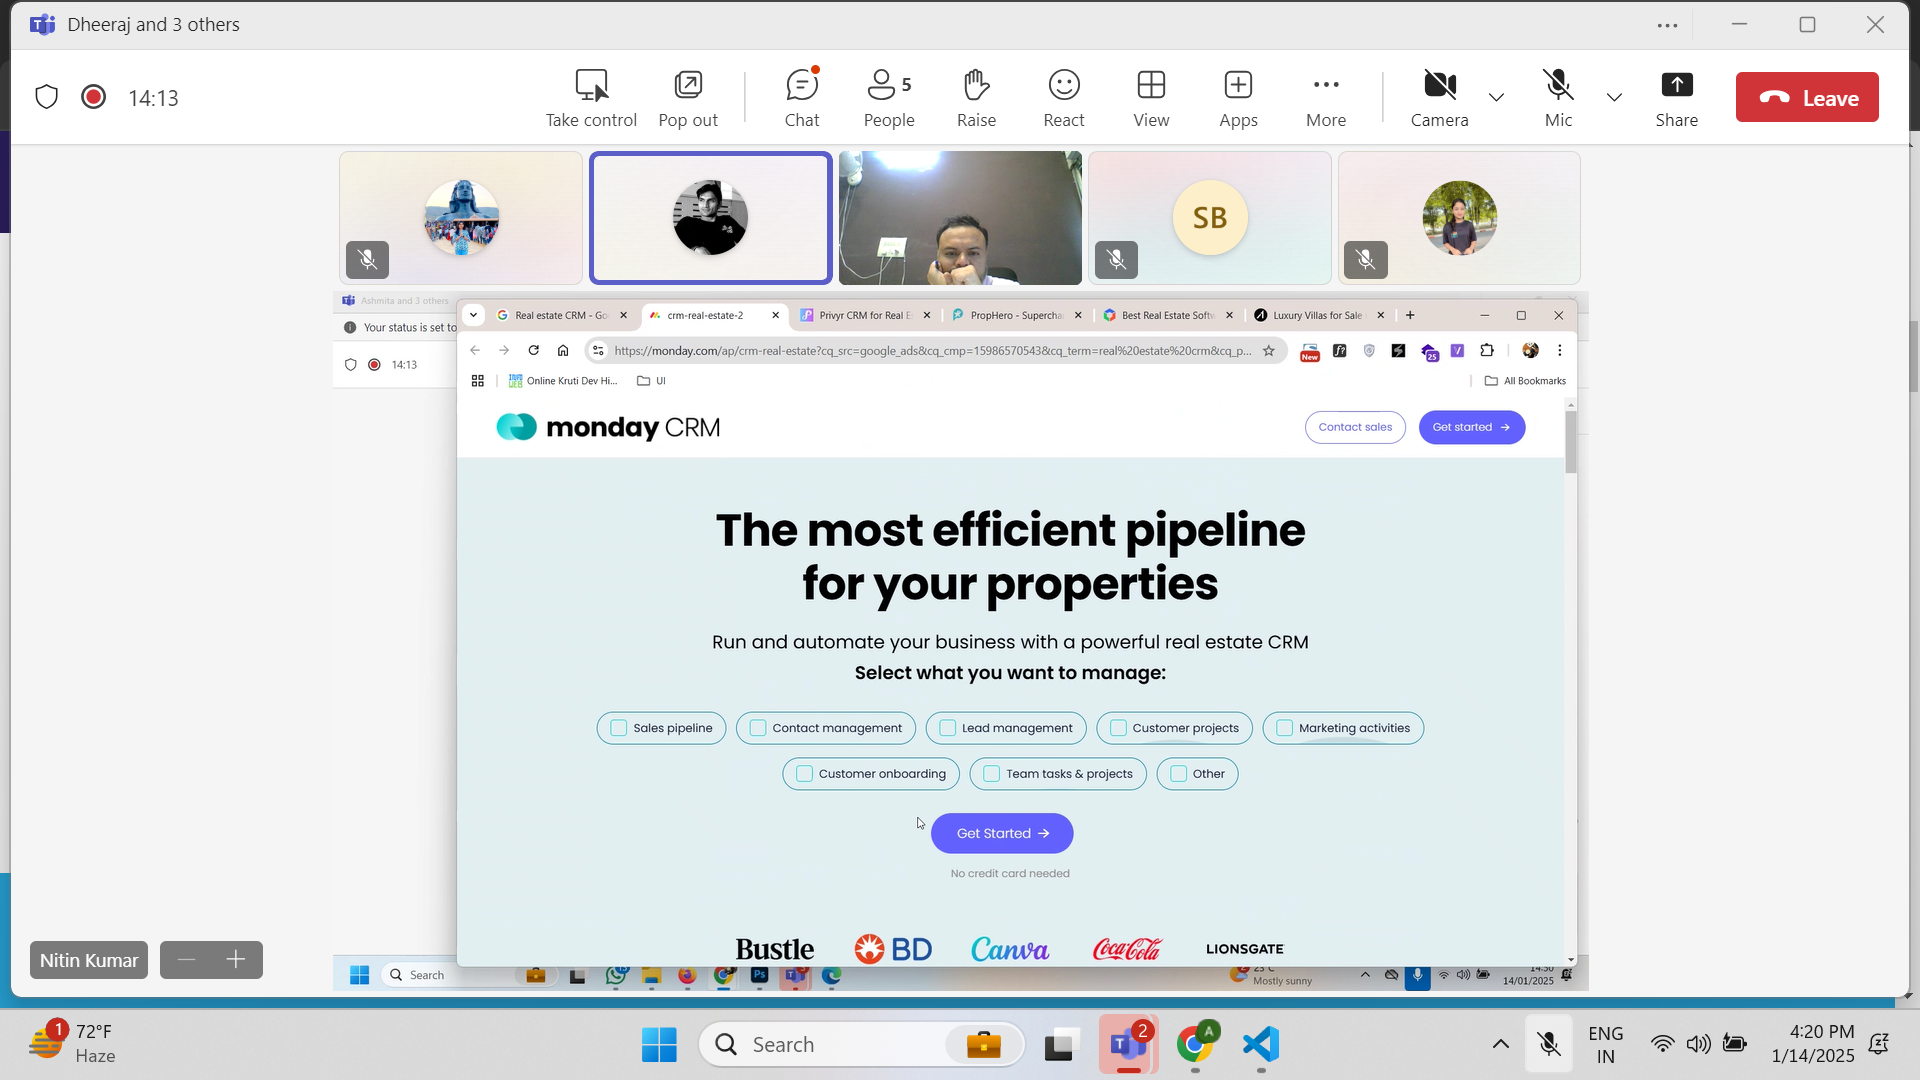 Dheeraj and 3 others
14:13
Take control
Pop out
Chat
5
People
Raise
React
View
Apps
More
Camera
Mic
Share
Leave
SB
Ashmita and 3 others
Your status is set to
14:13
Real estate CRM - Go
crm-real-estate-2
Privyr CRM for Real E
PropHero - Supercha
Best Real Estate Softw
Luxury Villas for Sale
https://monday.com/ap/crm-real-estate?cq_src=google_ads&cq_cmp=15986570543&cq_term=real%20estate%20crm&cq_p...
New
25
Online Kruti Dev Hi...
UI
All Bookmarks
monday CRM
Contact sales
Get started
The most efficient pipeline
for your properties
Run and automate your business with a powerful real estate CRM
Select what you want to manage:
Sales pipeline
Contact management
Lead management
Customer projects
Marketing activities
Customer onboarding
Team tasks & projects
Other
Get Started
No credit card needed
Bustle
BD
Canva
Coca-Cola
LIONSGATE
Nitin Kumar
Search
Ps
Mostly sunny
14/01/2025
1
72°F
Haze
Search
2
A
ENG
IN
4:20 PM
1/14/2025